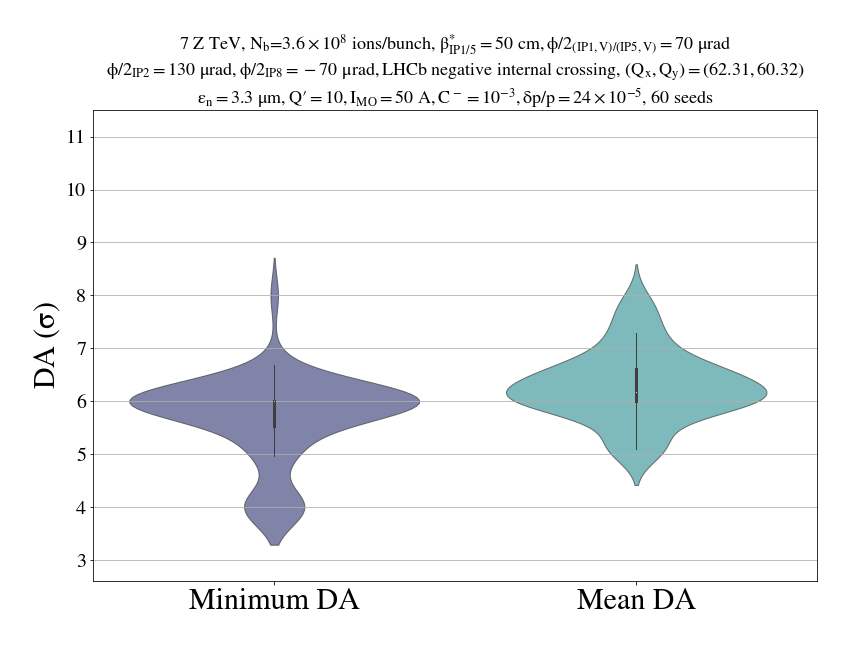 7 Z TeV, N_b=3.6×10^8 ions/bunch, β*_IP1/5 = 50 cm, ϕ/2_(IP1,V)/(IP5,V) = 70 μrad
ϕ/2_IP2 = 130 μrad, ϕ/2_IP8 = −70 μrad, LHCb negative internal crossing, (Q_x, Q_y) = (62.31, 60.32)
ε_n = 3.3 μm, Q′ = 10, I_MO = 50 A, C^− = 10^−3, δp/p = 24×10^−5, 60 seeds
DA (σ)
11
10
9
8
7
6
5
4
3
Minimum DA
Mean DA